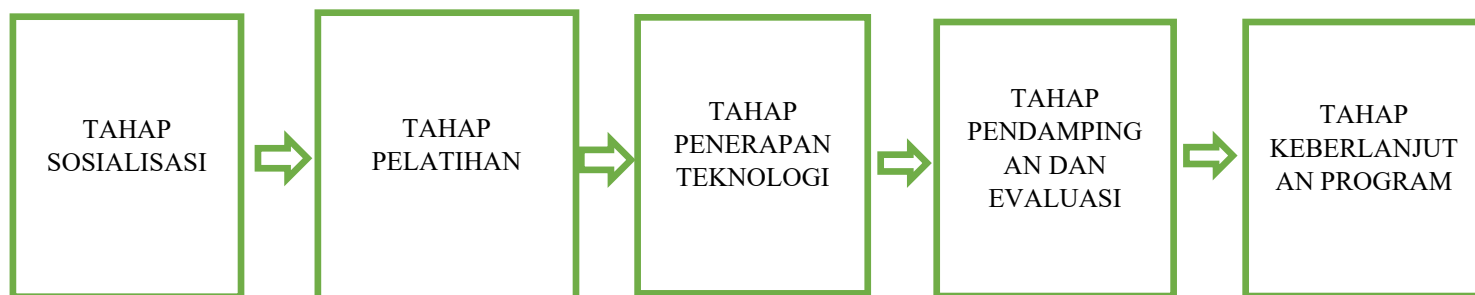 TAHAP
SOSIALISASI
TAHAP
PELATIHAN
TAHAP
PENERAPAN
TEKNOLOGI
TAHAP
PENDAMPING
AN DAN
EVALUASI
TAHAP
KEBERLANJUT
AN PROGRAM